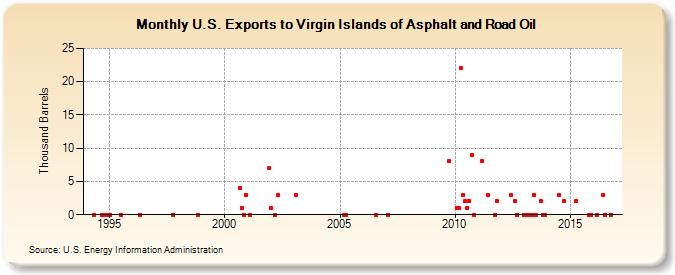 Monthly U.S. Exports to Virgin Islands of Asphalt and Road Oil
Thousand Barrels
25
20
15
10
5
0
1995 2000 2005 2010 2015
Source: U.S. Energy Information Administration